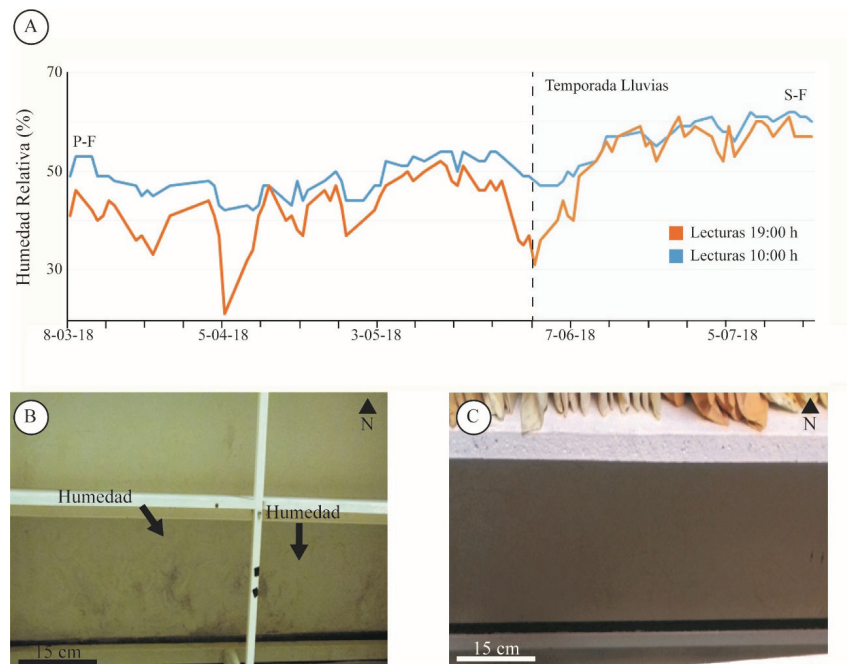 A
Humedad Relativa (%)
70
50
30
P-F
Temporada Lluvias
S-F
Lecturas 19:00 h
Lecturas 10:00 h
8-03-18
5-04-18
3-05-18
7-06-18
5-07-18
B
N
Humedad
Humedad
15 cm
C
N
15 cm